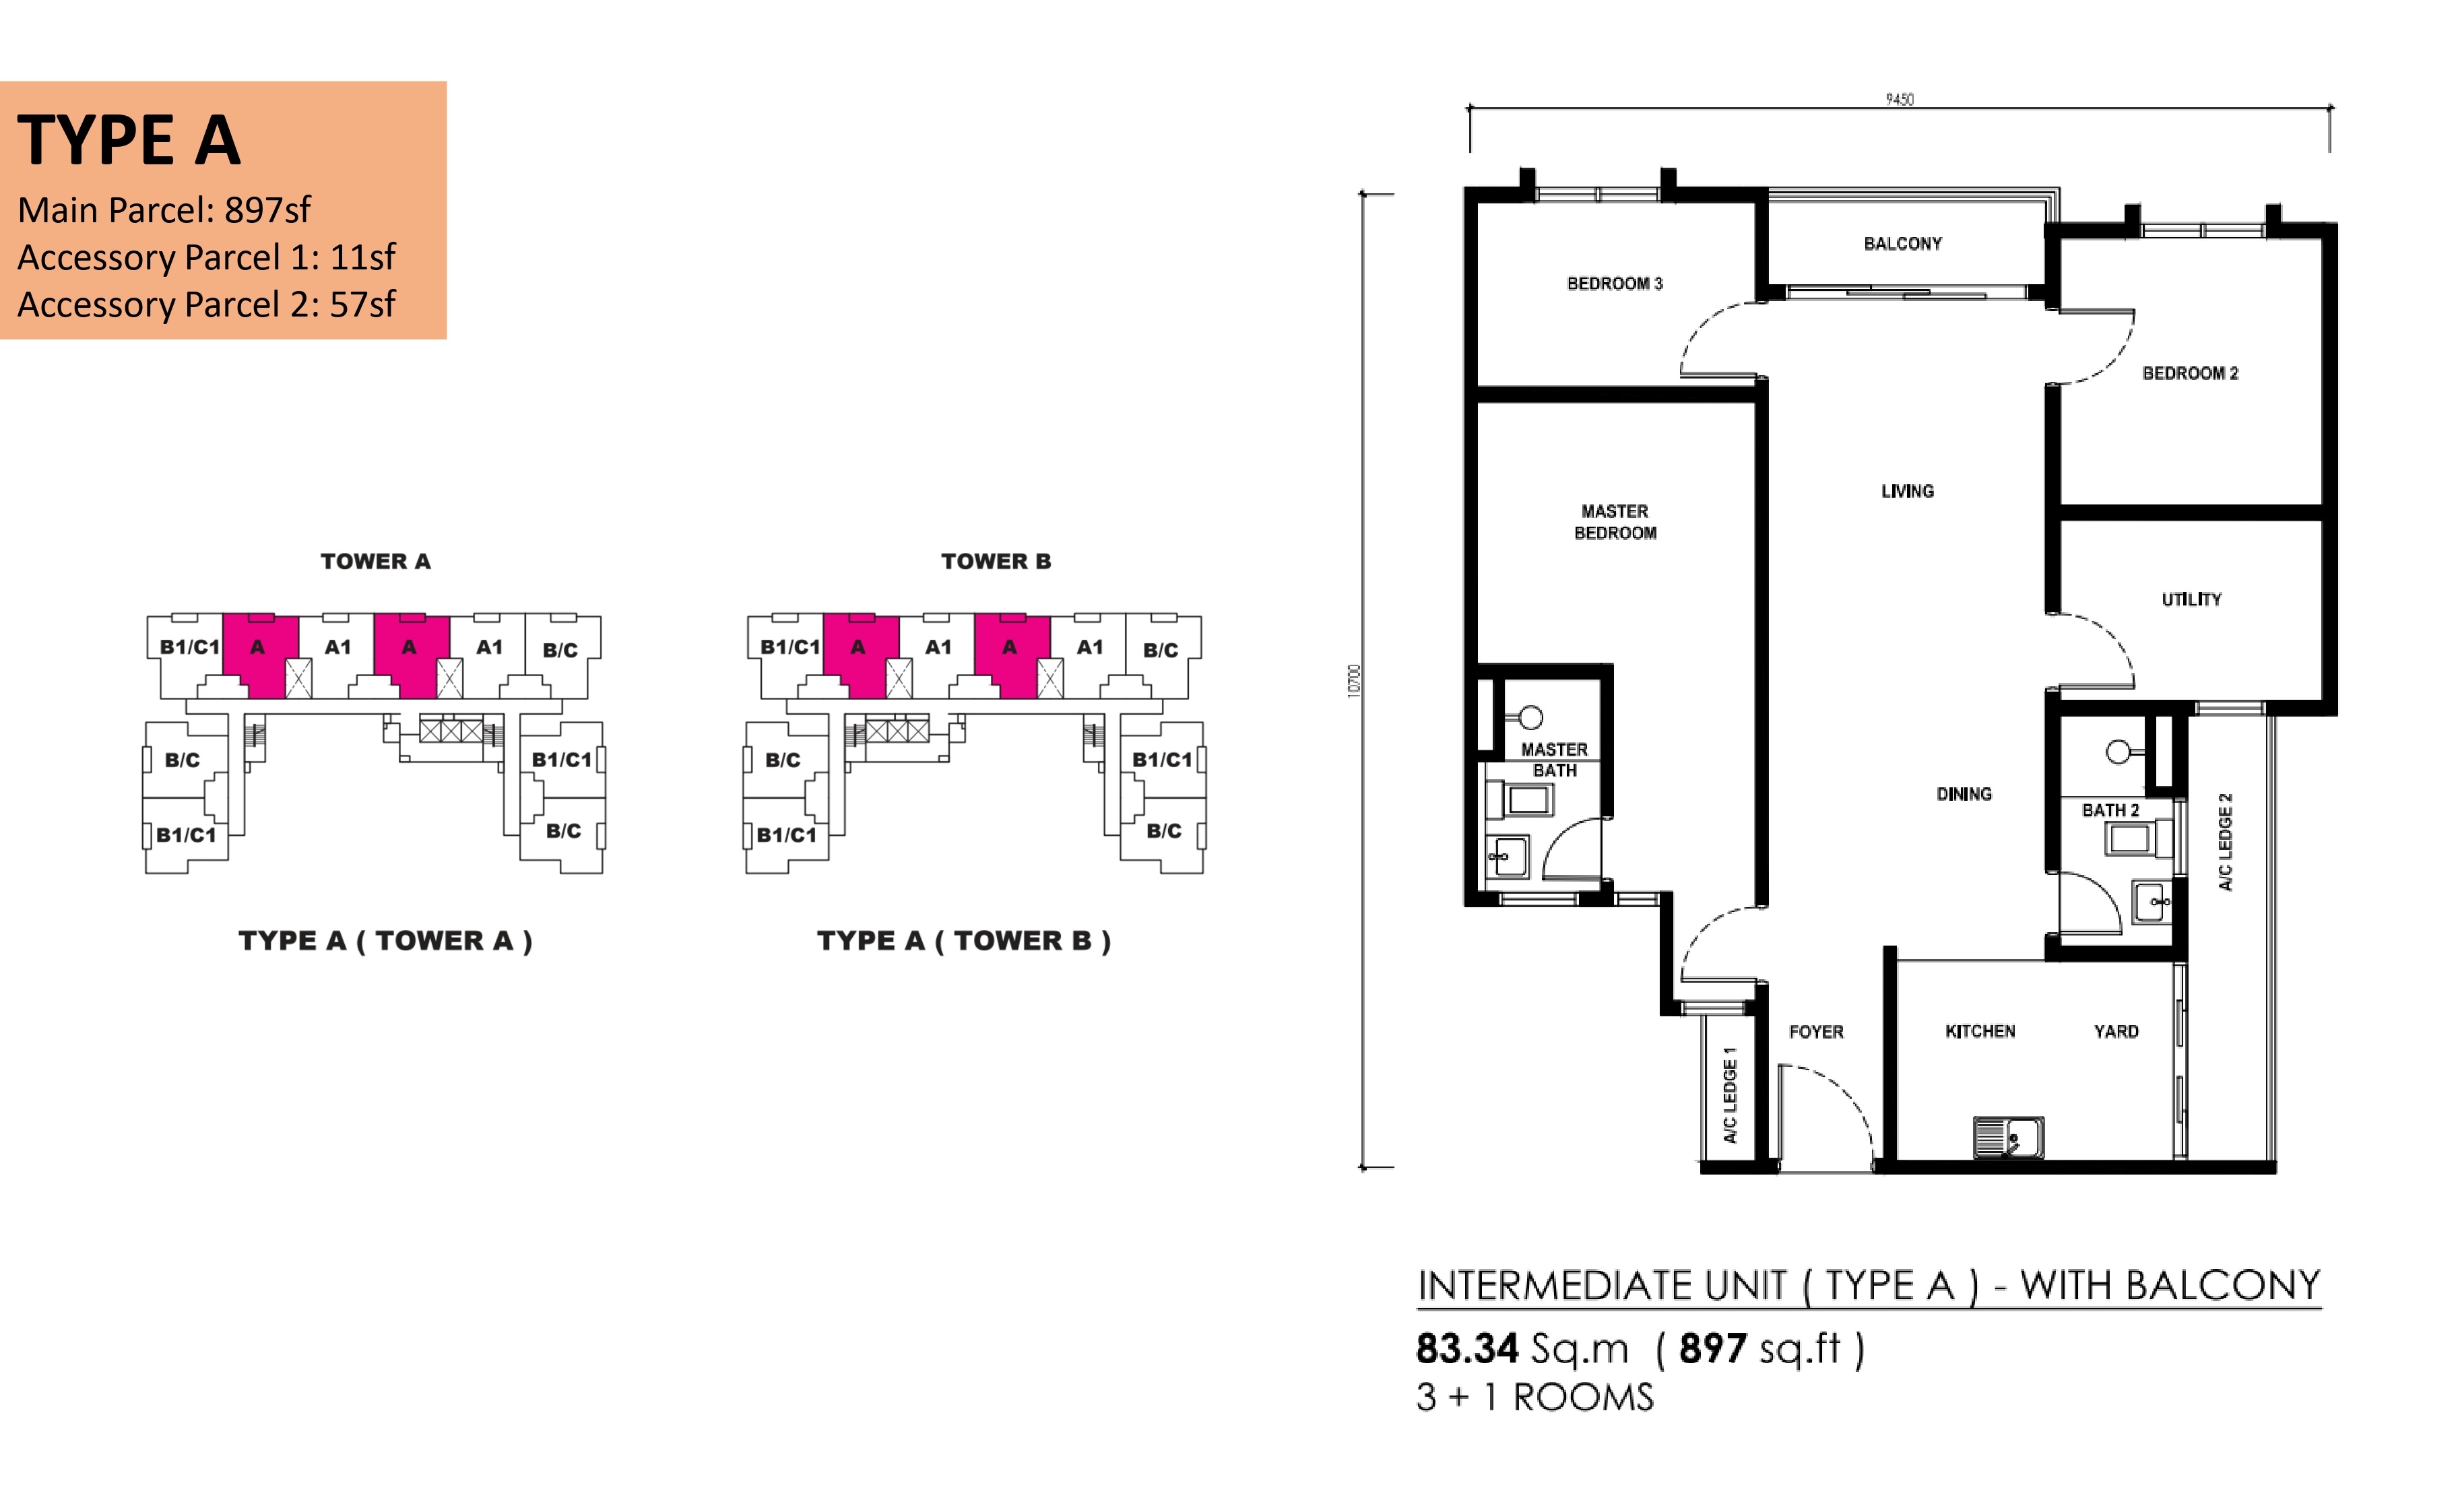 TYPE A
Main Parcel: 897sf
Accessory Parcel 1: 11sf
Accessory Parcel 2: 57sf
TOWER A
B1/C1 A A1 A A1 B/C
B/C B1/C1
B1/C1 B/C
TYPE A ( TOWER A )
TOWER B
B1/C1 A A1 A A1 B/C
B/C B1/C1
B1/C1 B/C
TYPE A ( TOWER B )
9450
10700
BALCONY
BEDROOM 3
BEDROOM 2
LIVING
MASTER
BEDROOM
UTILITY
MASTER
BATH
DINING
BATH 2
A/C LEDGE 2
FOYER
KITCHEN
YARD
A/C LEDGE 1
INTERMEDIATE UNIT ( TYPE A ) - WITH BALCONY
83.34 Sq.m ( 897 sq.ft )
3 + 1 ROOMS